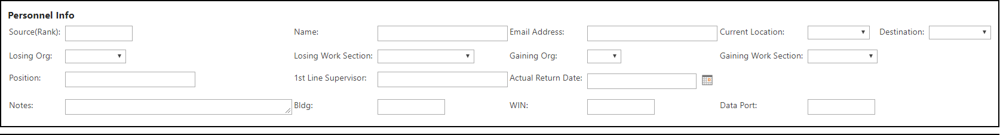 Personnel Info
Source(Rank): Name: Email Address: Current Location: Destination:
Losing Org: Losing Work Section: Gaining Org: Gaining Work Section:
Position: 1st Line Supervisor: Actual Return Date:
Notes: Bldg: WIN: Data Port: